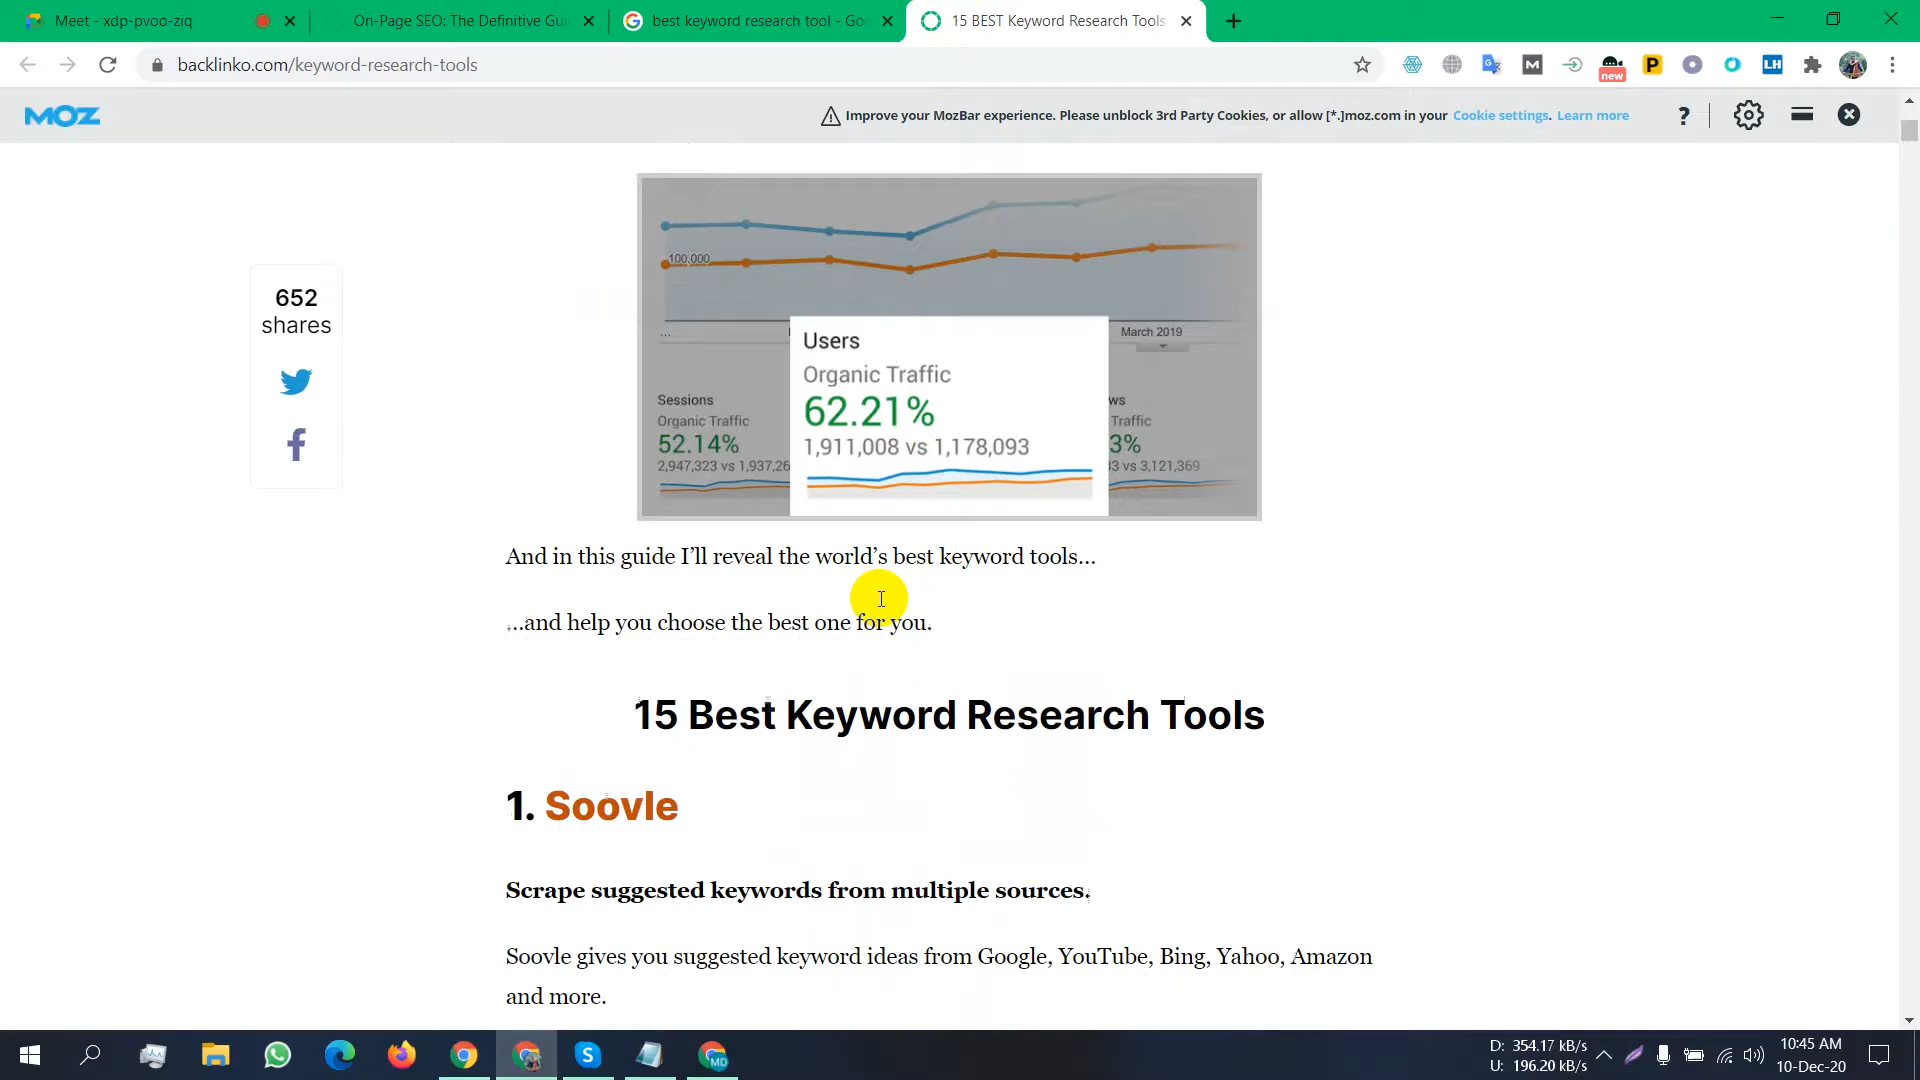 Meet - xdp-pvoo-ziq
On-Page SEO: The Definitive Gui
best keyword research tool - Goo
15 BEST Keyword Research Tools
backlinko.com/keyword-research-tools
new
MOZ
Improve your MozBar experience. Please unblock 3rd Party Cookies, or allow [*.]moz.com in your Cookie settings. Learn more
652
shares
100,000
March 2019
Users
Organic Traffic
62.21%
1,911,008 vs 1,178,093
Sessions
Organic Traffic
52.14%
2,947,323 vs 1,937,26
ws
Traffic
3%
33 vs 3,121,369
And in this guide I’ll reveal the world’s best keyword tools…
…and help you choose the best one for you.
15 Best Keyword Research Tools
1. Soovle
Scrape suggested keywords from multiple sources.
Soovle gives you suggested keyword ideas from Google, YouTube, Bing, Yahoo, Amazon
and more.
D: 354.17 kB/s
U: 196.20 kB/s
10:45 AM
10-Dec-20